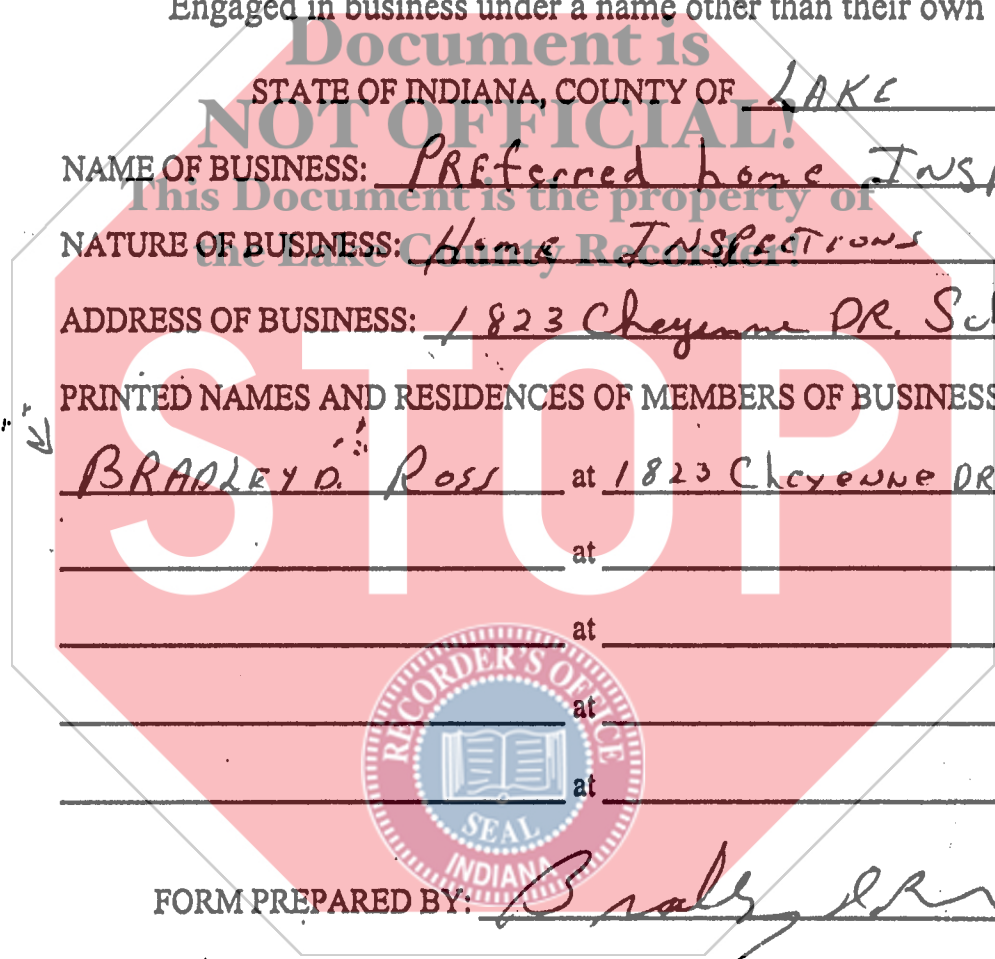 Engaged in business under a name other than their own
Document is
STATE OF INDIANA, COUNTY OF LAKE
NOT OFFICIAL!
NAME OF BUSINESS: PREferred home INSP
This Document is the property of
NATURE OF BUSINESS: Home INSPECTIONS
the Lake County Recorder!
ADDRESS OF BUSINESS: 1823 Cheyenne DR. Sc
STOP
PRINTED NAMES AND RESIDENCES OF MEMBERS OF BUSINESS
BRADLEY D. Ross at 1823 Cheyenne DR
at
at
at
at
RECORDER'S OFFICE
SEAL
INDIANA
FORM PREPARED BY: